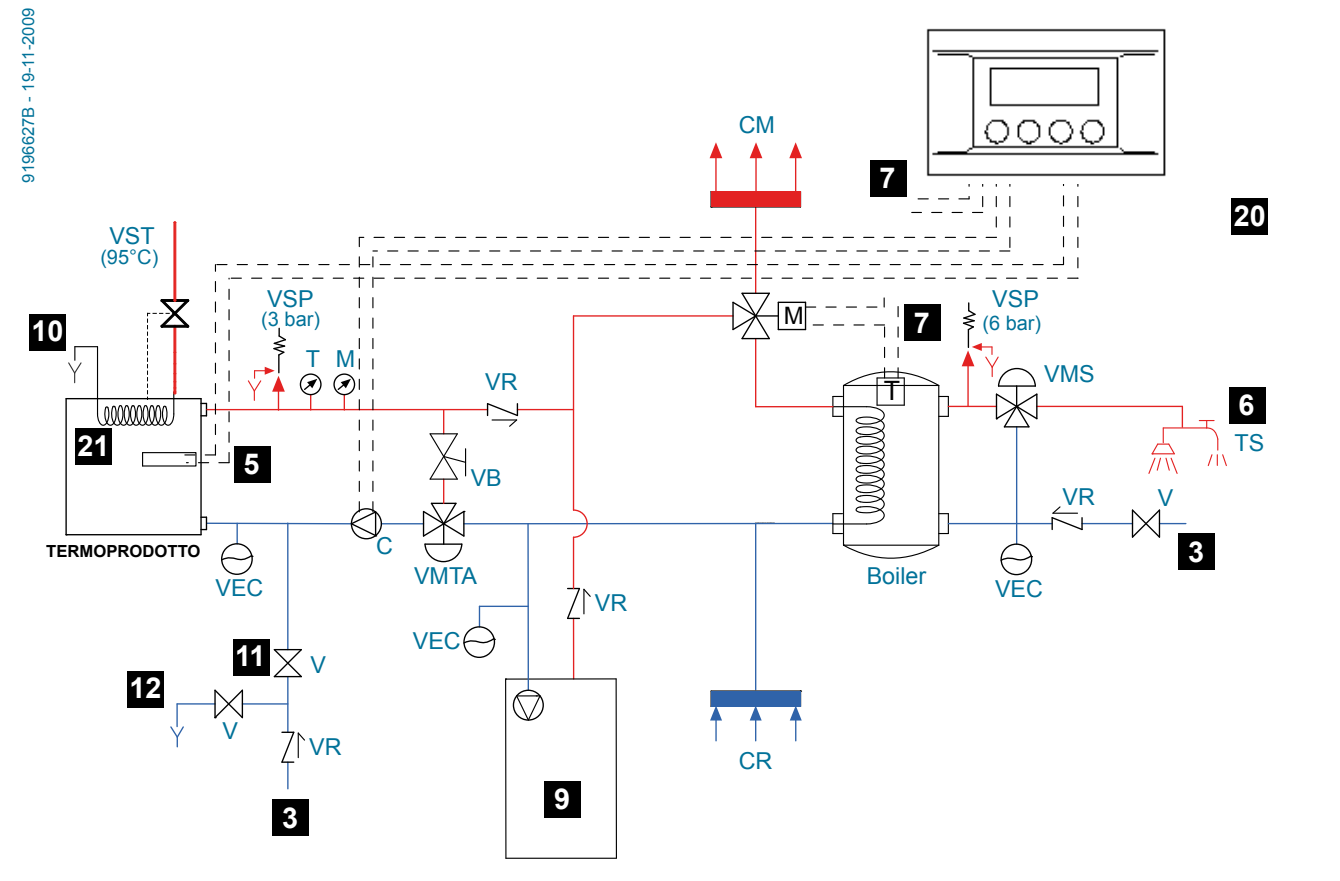 9196627B - 19-11-2009
CM
7
20
VST
(95°C)
VSP
(3 bar)
VSP
(6 bar)
10
T
M
M
7
VR
T
VMS
6
TS
21
5
VB
VR
V
TERMOPRODOTTO
C
VMTA
3
VEC
Boiler
VEC
VR
VEC
11
V
12
V
VR
CR
9
3